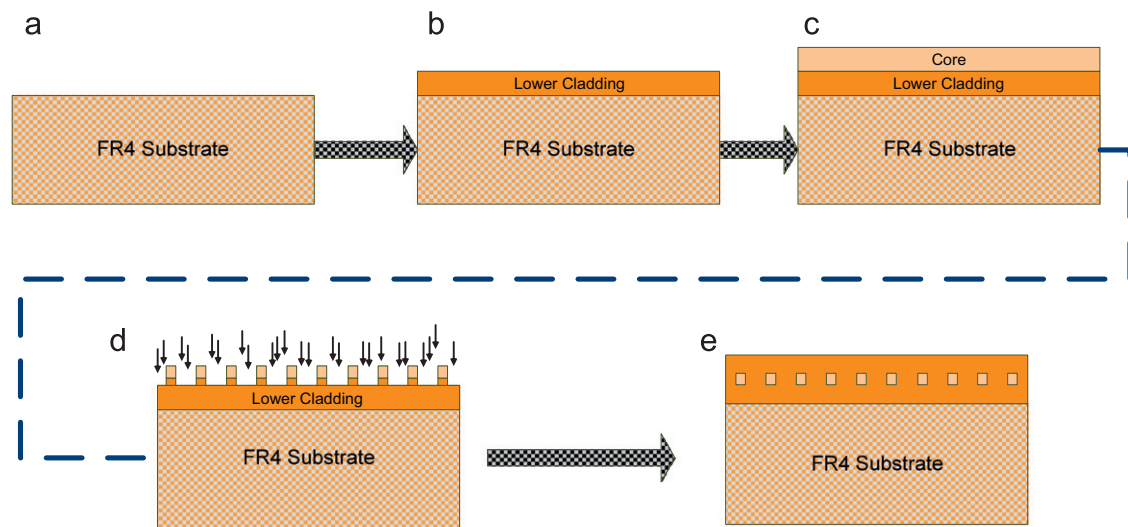 a
b
c
FR4 Substrate
Lower Cladding
FR4 Substrate
Core
Lower Cladding
FR4 Substrate
d
e
Lower Cladding
FR4 Substrate
FR4 Substrate